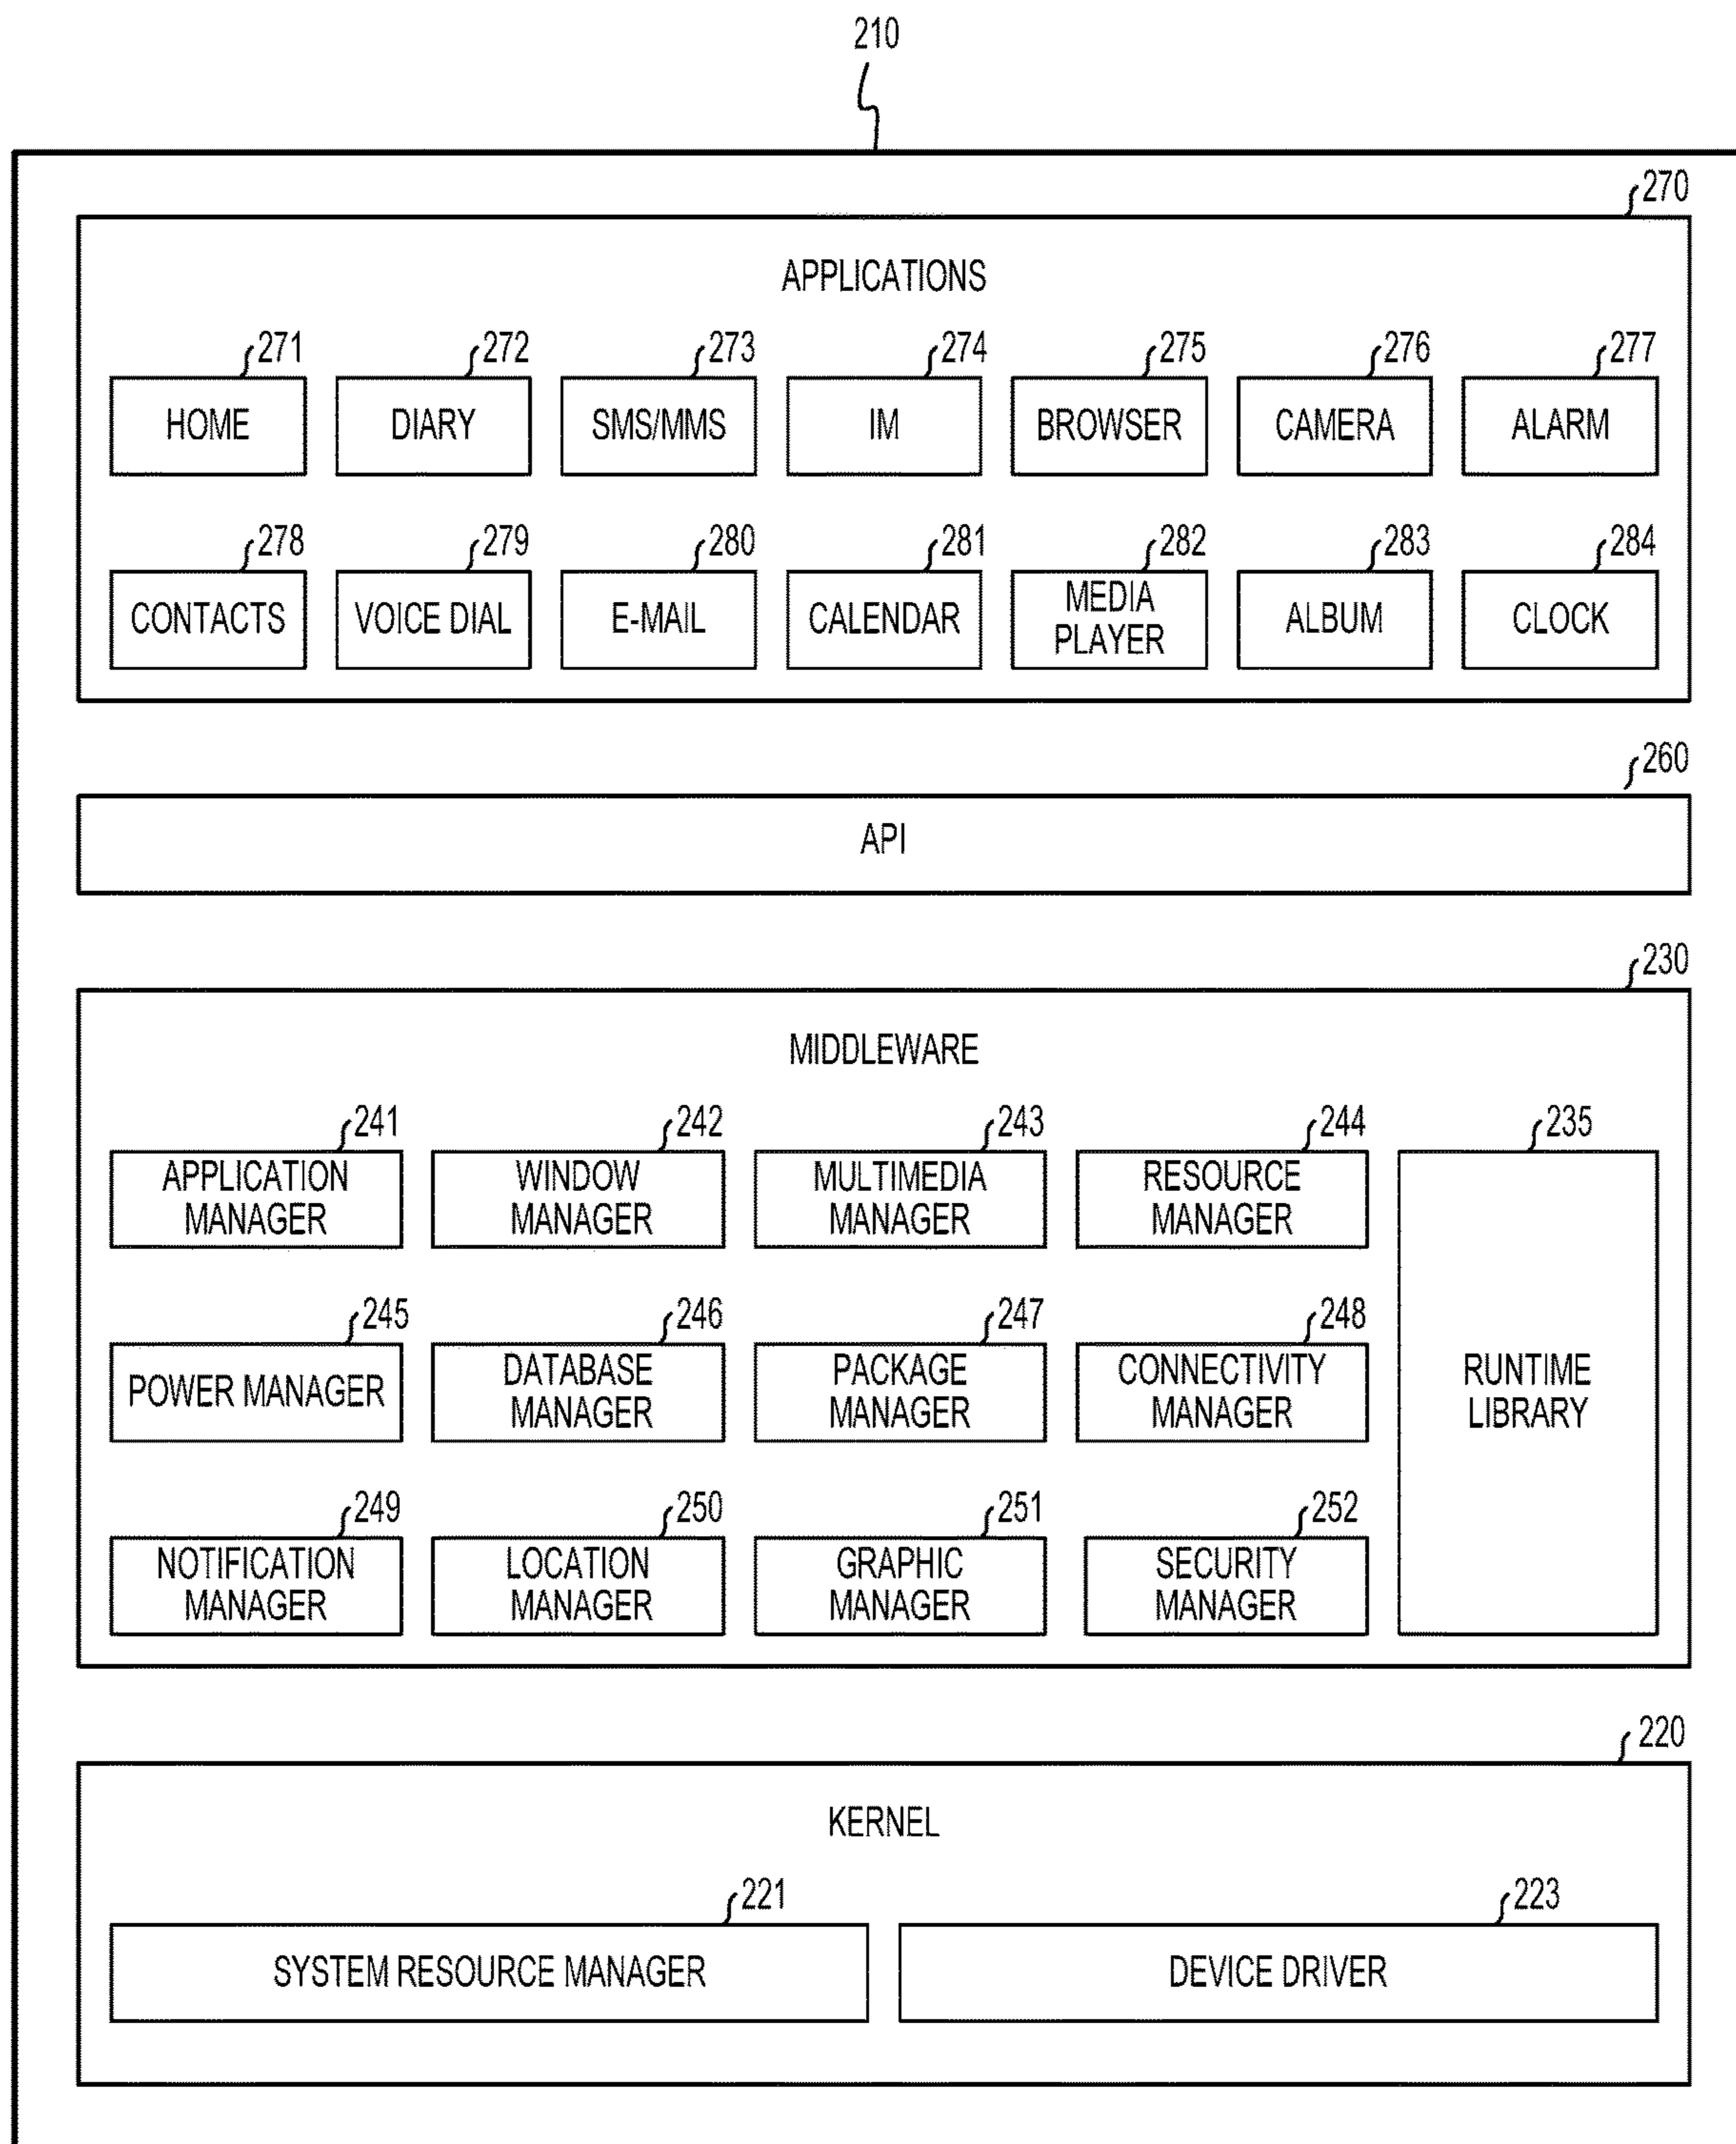 210
270
APPLICATIONS
271 272 273 274 275 276 277
HOME DIARY SMS/MMS IM BROWSER CAMERA ALARM
278 279 280 281 282 283 284
CONTACTS VOICE DIAL E-MAIL CALENDAR MEDIA PLAYER ALBUM CLOCK
260
API
230
MIDDLEWARE
241 242 243 244 235
APPLICATION MANAGER WINDOW MANAGER MULTIMEDIA MANAGER RESOURCE MANAGER
245 246 247 248
POWER MANAGER DATABASE MANAGER PACKAGE MANAGER CONNECTIVITY MANAGER RUNTIME LIBRARY
249 250 251 252
NOTIFICATION MANAGER LOCATION MANAGER GRAPHIC MANAGER SECURITY MANAGER
220
KERNEL
221 223
SYSTEM RESOURCE MANAGER DEVICE DRIVER